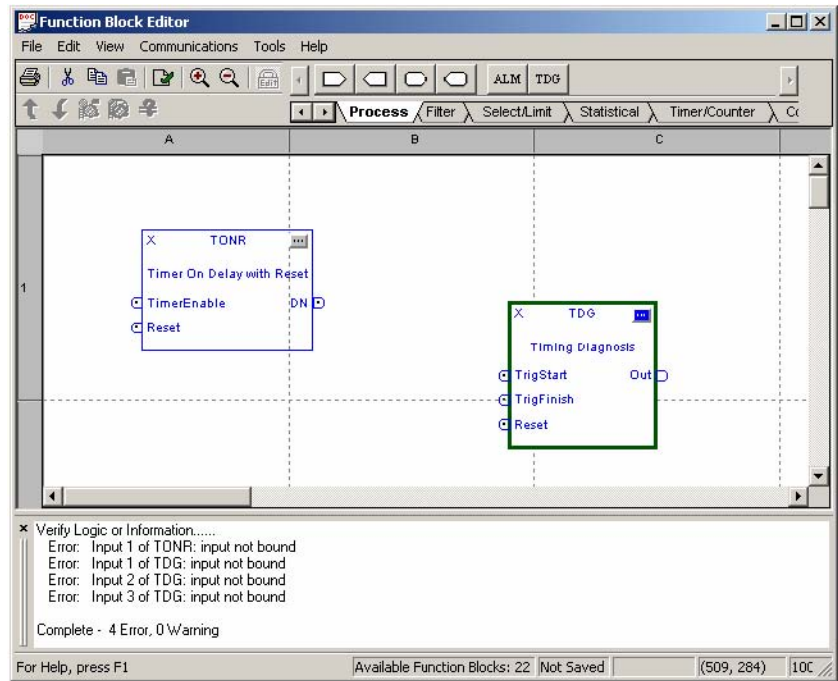 Function Block Editor
File Edit View Communications Tools Help
ALM TDG
Process Filter Select/Limit Statistical Timer/Counter
A B C
1
X TONR ...
Timer On Delay with Reset
TimerEnable DN
Reset
X TDG ...
Timing Diagnosis
TrigStart Out
TrigFinish
Reset
Verify Logic or Information......
Error: Input 1 of TONR: input not bound
Error: Input 1 of TDG: input not bound
Error: Input 2 of TDG: input not bound
Error: Input 3 of TDG: input not bound
Complete - 4 Error, 0 Warning
For Help, press F1 Available Function Blocks: 22 Not Saved (509, 284) 100